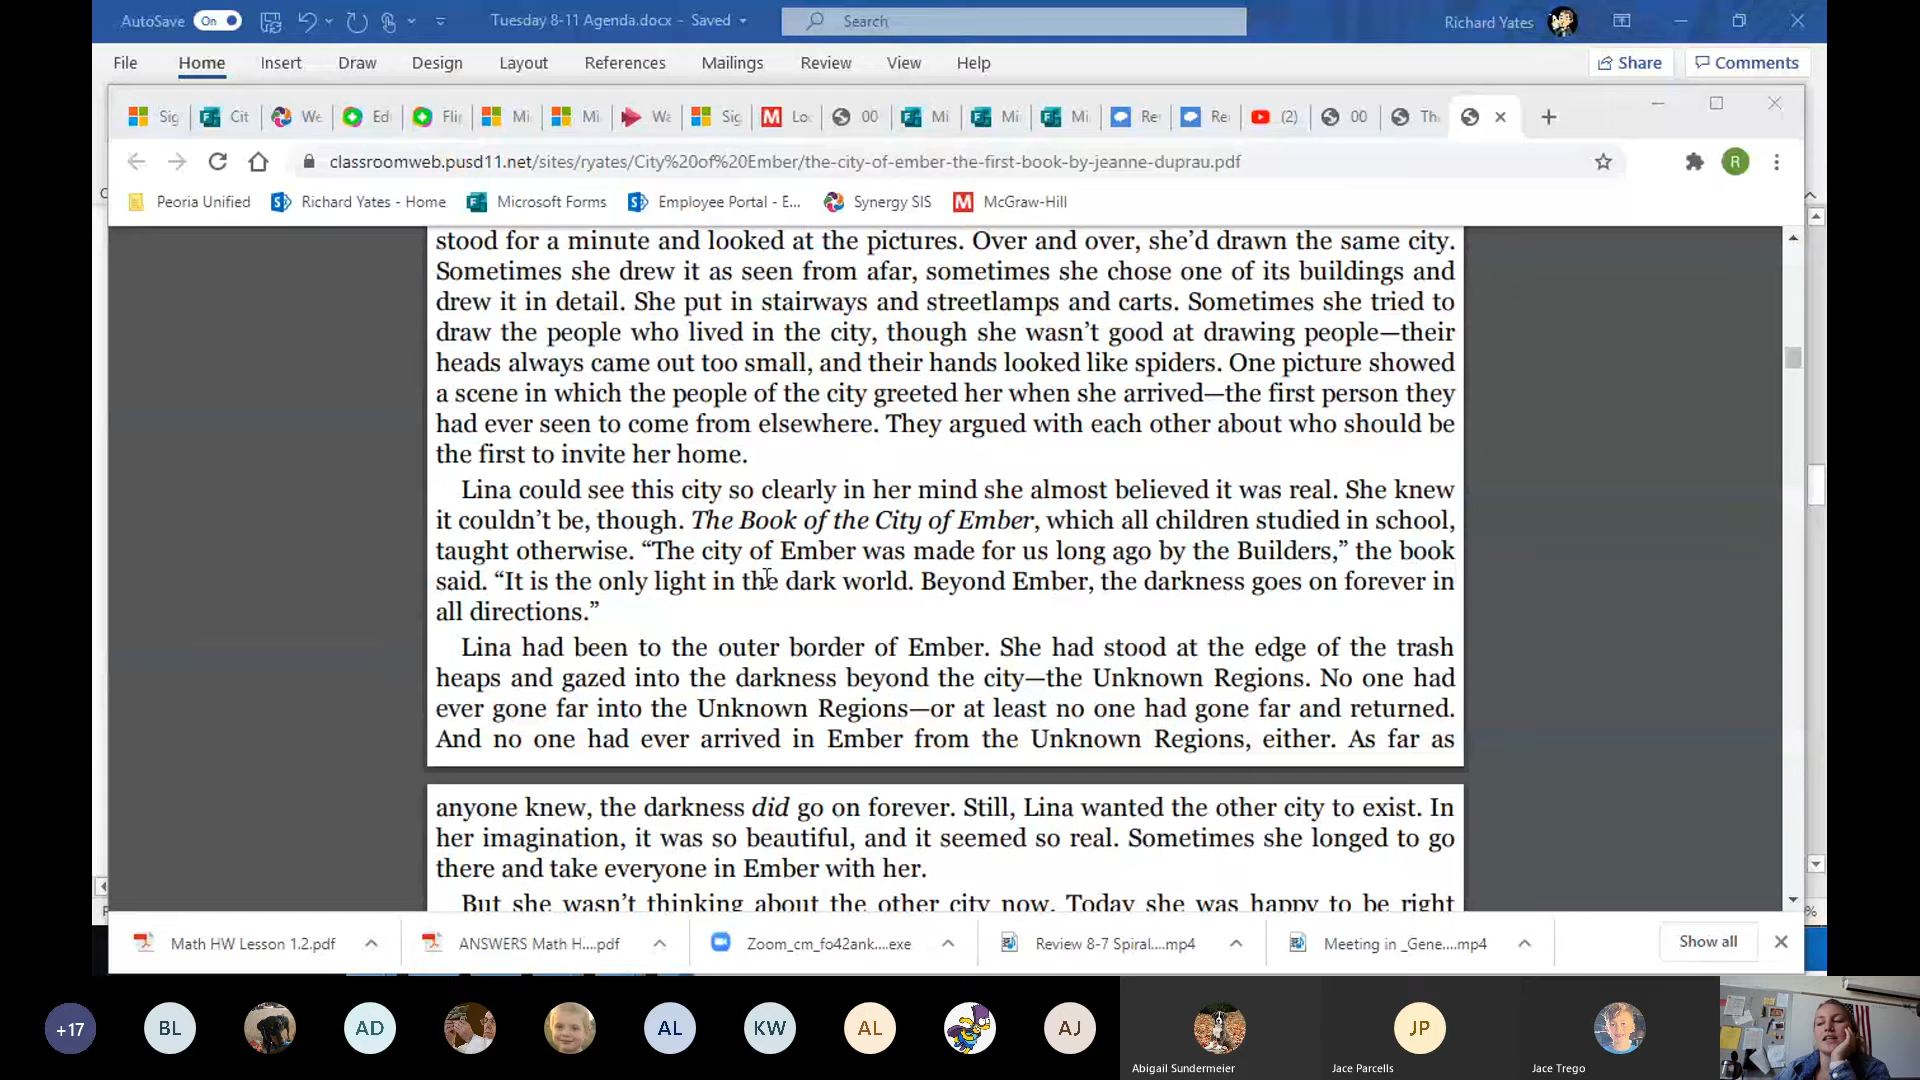 AutoSave On Tuesday 8-11 Agenda.docx - Saved Search Richard Yates
File Home Insert Draw Design Layout References Mailings Review View Help Share Comments
Sig Cit We Edi Flip Mi Mi Wa Sig M Lo 00 Mi Mi Mi Re Re (2) 00 Th
classroomweb.pusd11.net/sites/ryates/City%20of%20Ember/the-city-of-ember-the-first-book-by-jeanne-duprau.pdf R
Peoria Unified Richard Yates - Home Microsoft Forms Employee Portal - E... Synergy SIS M McGraw-Hill
stood for a minute and looked at the pictures. Over and over, she’d drawn the same city.
Sometimes she drew it as seen from afar, sometimes she chose one of its buildings and
drew it in detail. She put in stairways and streetlamps and carts. Sometimes she tried to
draw the people who lived in the city, though she wasn’t good at drawing people—their
heads always came out too small, and their hands looked like spiders. One picture showed
a scene in which the people of the city greeted her when she arrived—the first person they
had ever seen to come from elsewhere. They argued with each other about who should be
the first to invite her home.
Lina could see this city so clearly in her mind she almost believed it was real. She knew
it couldn’t be, though. The Book of the City of Ember, which all children studied in school,
taught otherwise. “The city of Ember was made for us long ago by the Builders,” the book
said. “It is the only light in the dark world. Beyond Ember, the darkness goes on forever in
all directions.”
Lina had been to the outer border of Ember. She had stood at the edge of the trash
heaps and gazed into the darkness beyond the city—the Unknown Regions. No one had
ever gone far into the Unknown Regions—or at least no one had gone far and returned.
And no one had ever arrived in Ember from the Unknown Regions, either. As far as
anyone knew, the darkness did go on forever. Still, Lina wanted the other city to exist. In
her imagination, it was so beautiful, and it seemed so real. Sometimes she longed to go
there and take everyone in Ember with her.
But she wasn’t thinking about the other city now. Today she was happy to be right
Math HW Lesson 1.2.pdf ANSWERS Math H....pdf Zoom_cm_fo42ank....exe Review 8-7 Spiral....mp4 Meeting in _Gene....mp4 Show all
+17 BL AD AL KW AL AJ JP
Abigail Sundermeier Jace Parcells Jace Trego